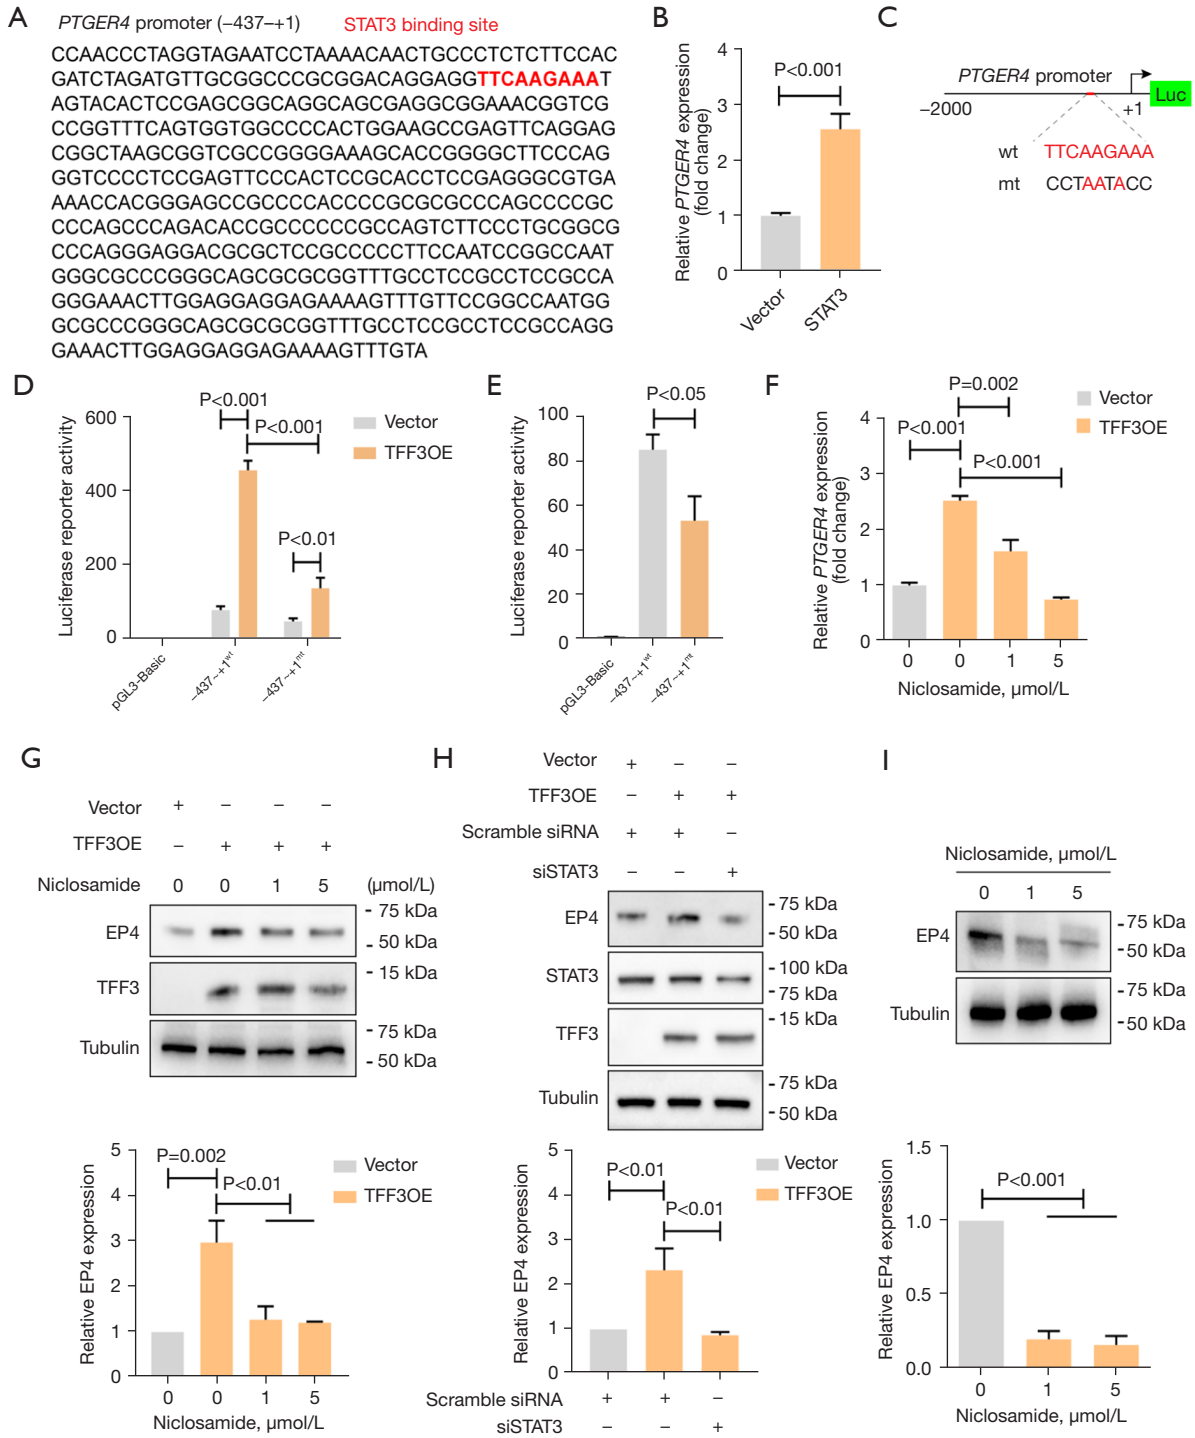 A
PTGER4 promoter (−437–+1)
STAT3 binding site
CCAACCCTAGGTAGAATCCTAAAACAACTGCCCTCTCTTCCAC
GATCTAGATGTTGCGGCCCGCGGACAGGAGGTTCAAGAAAT
AGTACACTCCGAGCGGCAGGCAGCGAGGCGGAAACGGTCG
CCGGTTTCAGTGGTGGCCCCACTGGAAGCCGAGTTCAGGAG
CGGCTAAGCGGTCGCCGGGGAAAGCACCGGGGCTTCCCAG
GGTCCCCTCCGAGTTCCCACTCCGCACCTCCGAGGGCGTGA
AAACCACGGGAGCCGCCCCACCCCGCGCGCCCAGCCCCGC
CCCAGCCCAGACACCGCCCCCCGCCAGTCTTCCCTGCGGCG
CCCAGGGAGGACGCGCTCCGCCCCCTTCCAATCCGGCCAAT
GGGCGCCCGGGCAGCGCGCGGTTTGCCTCCGCCTCCGCCA
GGGAAACTTGGAGGAGGAGAAAAGTTTGTTCCGGCCAATGG
GCGCCCGGGCAGCGCGCGGTTTGCCTCCGCCTCCGCCAGG
GAAACTTGGAGGAGGAGAAAAGTTTGTA
B
Relative PTGER4 expression
(fold change)
4
3
2
1
0
P<0.001
Vector
STAT3
C
PTGER4 promoter
−2000
+1
Luc
wt TTCAAGAAA
mt CCTAATACC
D
Luciferase reporter activity
600
400
200
0
P<0.001
P<0.001
P<0.01
Vector
TFF3OE
pGL3-Basic
−437~+1wt
−437~+1mt
E
Luciferase reporter activity
100
80
60
40
20
0
P<0.05
pGL3-Basic
−437~+1wt
−437~+1mt
F
Relative PTGER4 expression
(fold change)
4
3
2
1
0
P=0.002
P<0.001
P<0.001
Vector
TFF3OE
0 0 1 5
Niclosamide, μmol/L
G
Vector + − − −
TFF3OE − + + +
Niclosamide 0 0 1 5 (μmol/L)
EP4
75 kDa
50 kDa
TFF3
15 kDa
Tubulin
75 kDa
50 kDa
Relative EP4 expression
5
4
3
2
1
0
P=0.002
P<0.01
Vector
TFF3OE
0 0 1 5
Niclosamide, μmol/L
H
Vector + − −
TFF3OE − + +
Scramble siRNA + + −
siSTAT3 − − +
EP4
75 kDa
50 kDa
STAT3
100 kDa
75 kDa
TFF3
15 kDa
Tubulin
75 kDa
50 kDa
Relative EP4 expression
5
4
3
2
1
0
P<0.01
P<0.01
Vector
TFF3OE
Scramble siRNA + + −
siSTAT3 − − +
I
Niclosamide, μmol/L
0 1 5
EP4
75 kDa
50 kDa
Tubulin
75 kDa
50 kDa
Relative EP4 expression
1.5
1.0
0.5
0.0
P<0.001
0 1 5
Niclosamide, μmol/L